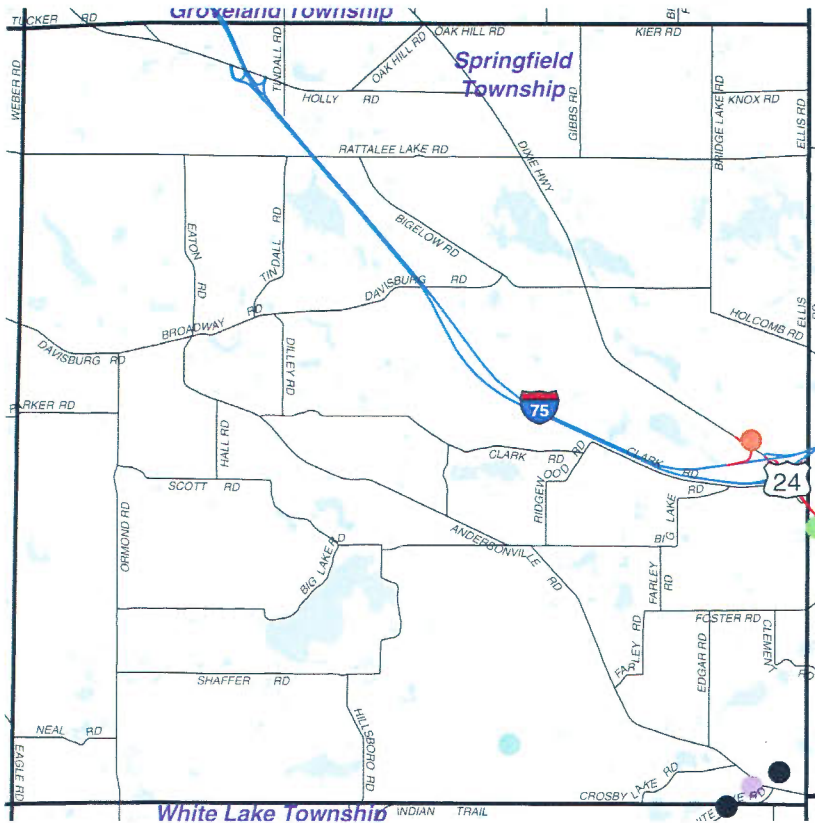 Groveland Township
TUCKER RD
OAK HILL RD
KIER RD
TINDALL RD
OAK HILL RD
Springfield
Township
WEBER RD
HOLLY RD
GIBBS RD
BRIDGE LAKE RD
KNOX RD
ELLIS RD
RATTALEE LAKE RD
DIXIE HWY
EATON RD
TINDALL RD
BIGELOW RD
DAVISBURG RD
BROADWAY RD
HOLCOMB RD
ELLIS
DAVISBURG RD
DILLEY RD
PARKER RD
75
HALL RD
CLARK RD
CLARK RD
RIDGEWOOD RD
24
SCOTT RD
BIG LAKE RD
ORMOND RD
ANDERSONVILLE RD
BIG LAKE RD
FARLEY RD
FARLEY RD
FOSTER RD
EDGAR RD
CLEMENT RD
SHAFFER RD
HILLSBORO RD
NEAL RD
EAGLE RD
CROSBY LAKE RD
White Lake Township
INDIAN TRAIL